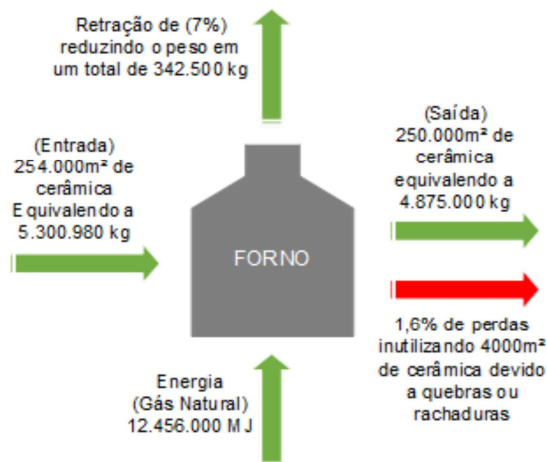 Retração de (7%)
reduzindo o peso em
um total de 342.500 kg
(Entrada)
254.000m² de
cerâmica
Equivalendo a
5.300.980 kg
FORNO
(Saída)
250.000m² de
cerâmica
equivalendo a
4.875.000 kg
1,6% de perdas
inutilizando 4000m²
de cerâmica devido
a quebras ou
rachaduras
Energia
(Gás Natural)
12.456.000 MJ